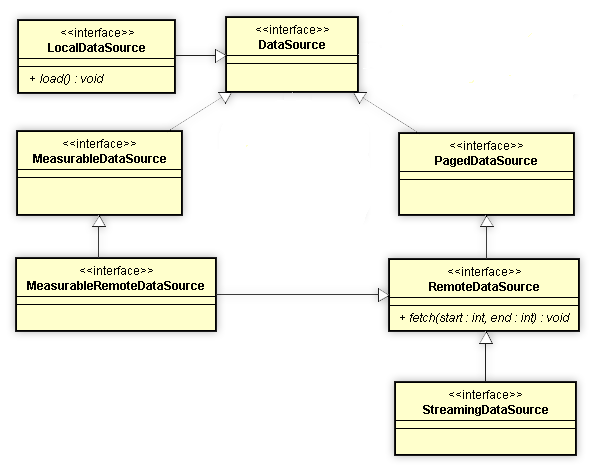 <<interface>>
LocalDataSource
+ load() : void
<<interface>>
DataSource
<<interface>>
MeasurableDataSource
<<interface>>
PagedDataSource
<<interface>>
MeasurableRemoteDataSource
<<interface>>
RemoteDataSource
+ fetch(start : int, end : int) : void
<<interface>>
StreamingDataSource